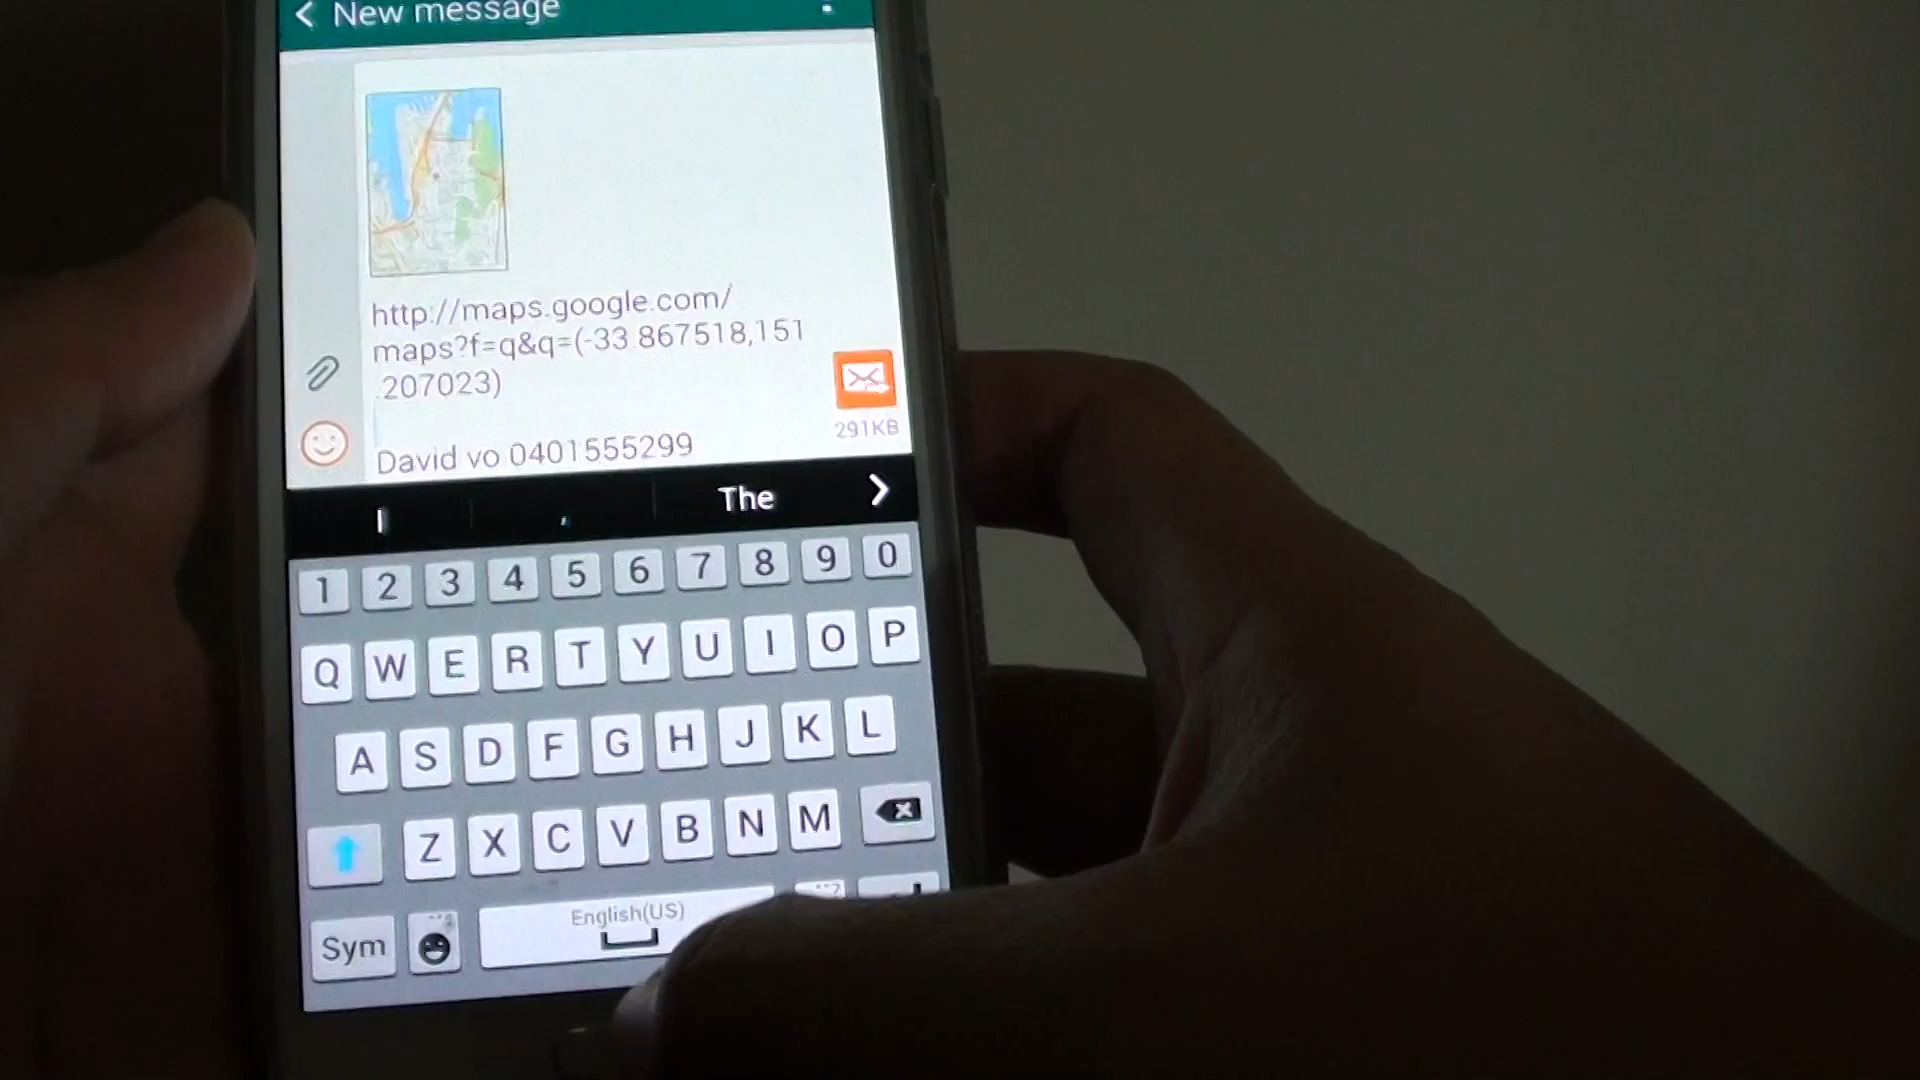 New message
http://maps.google.com/
maps?f=q&q=(-33.867518,151
.207023)
291KB
David vo 0401555299
The
1 2 3 4 5 6 7 8 9 0
Q W E R T Y U I O P
A S D F G H J K L
Z X C V B N M
English(US)
Sym